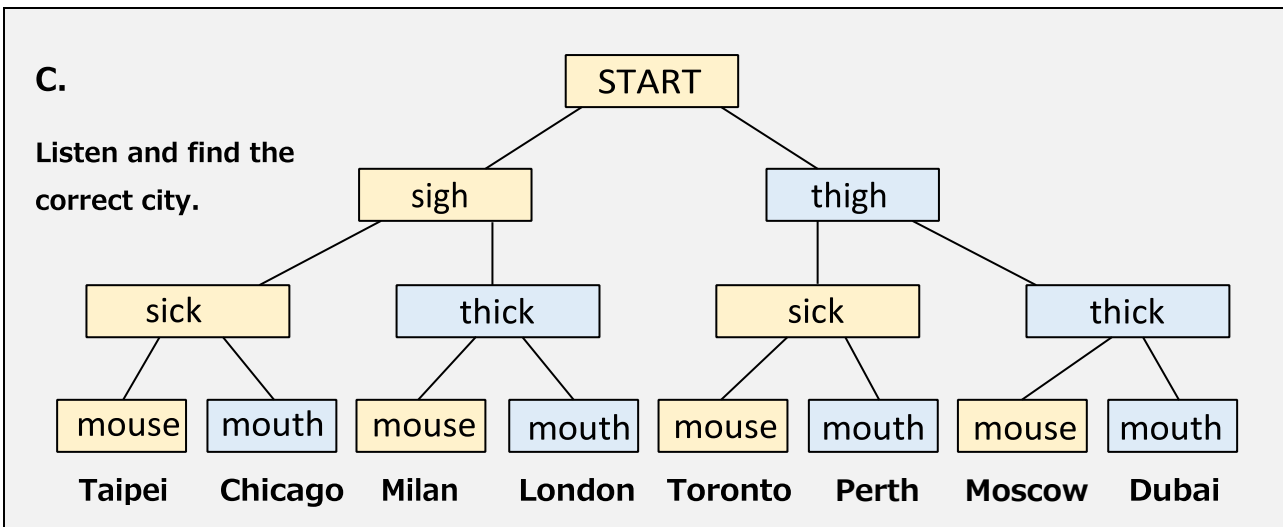 C.
START
Listen and find the
correct city.
sigh thigh
sick thick sick thick
mouse mouth mouse mouth mouse mouth mouse mouth
Taipei Chicago Milan London Toronto Perth Moscow Dubai